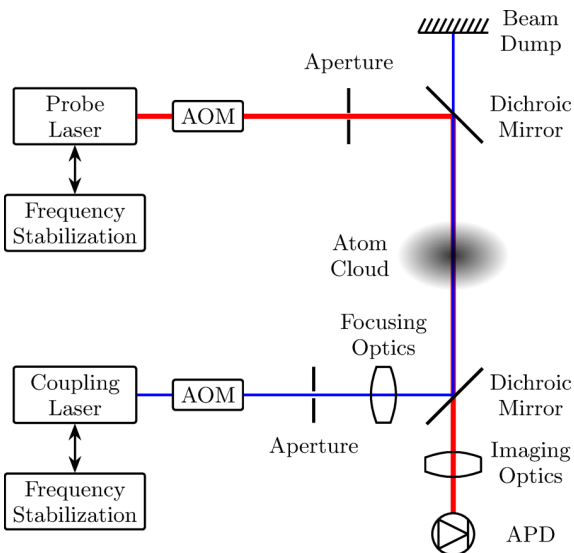 Beam
Dump
Aperture
Probe
Laser
AOM
Dichroic
Mirror
Frequency
Stabilization
Atom
Cloud
Focusing
Optics
Coupling
Laser
AOM
Dichroic
Mirror
Aperture
Imaging
Optics
Frequency
Stabilization
APD